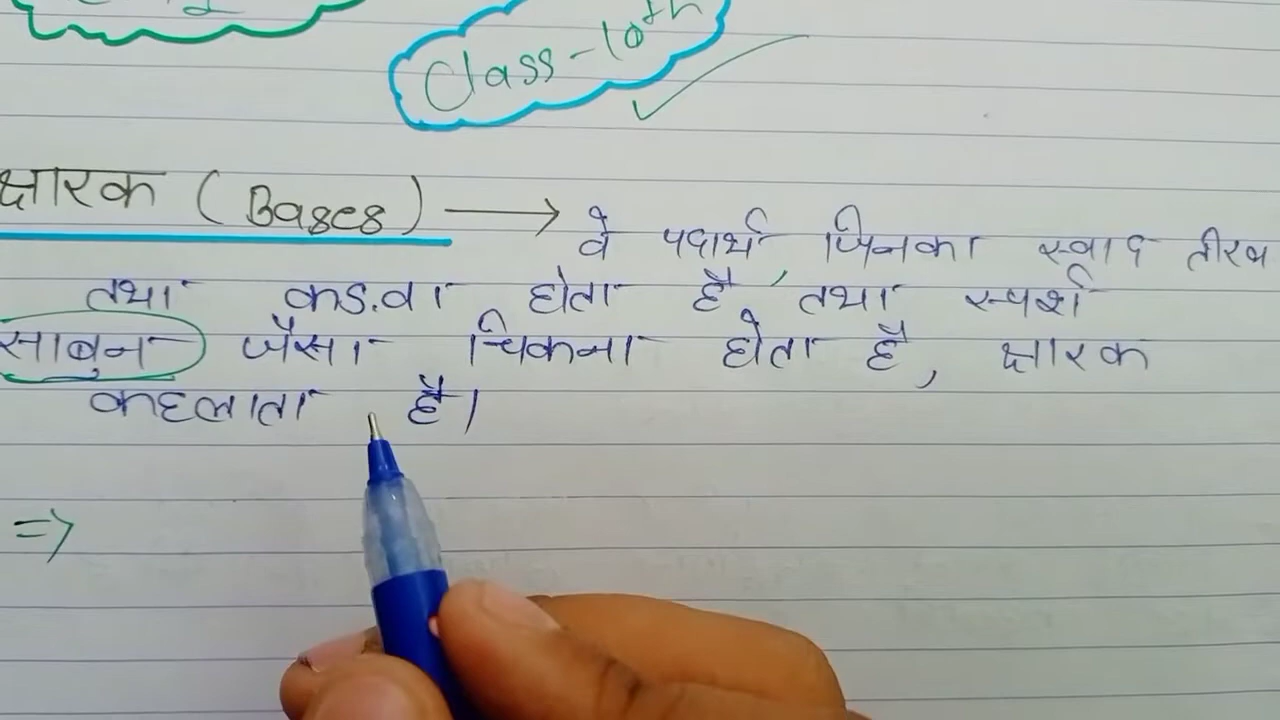 Class-10th
क्षारक (Bases) → वे पदार्थ जिनका स्वाद तीख
तथा कड़वा होता है, तथा स्पर्श
साबुन जैसा चिकना होता है, क्षारक
कहलाता है।
⇒